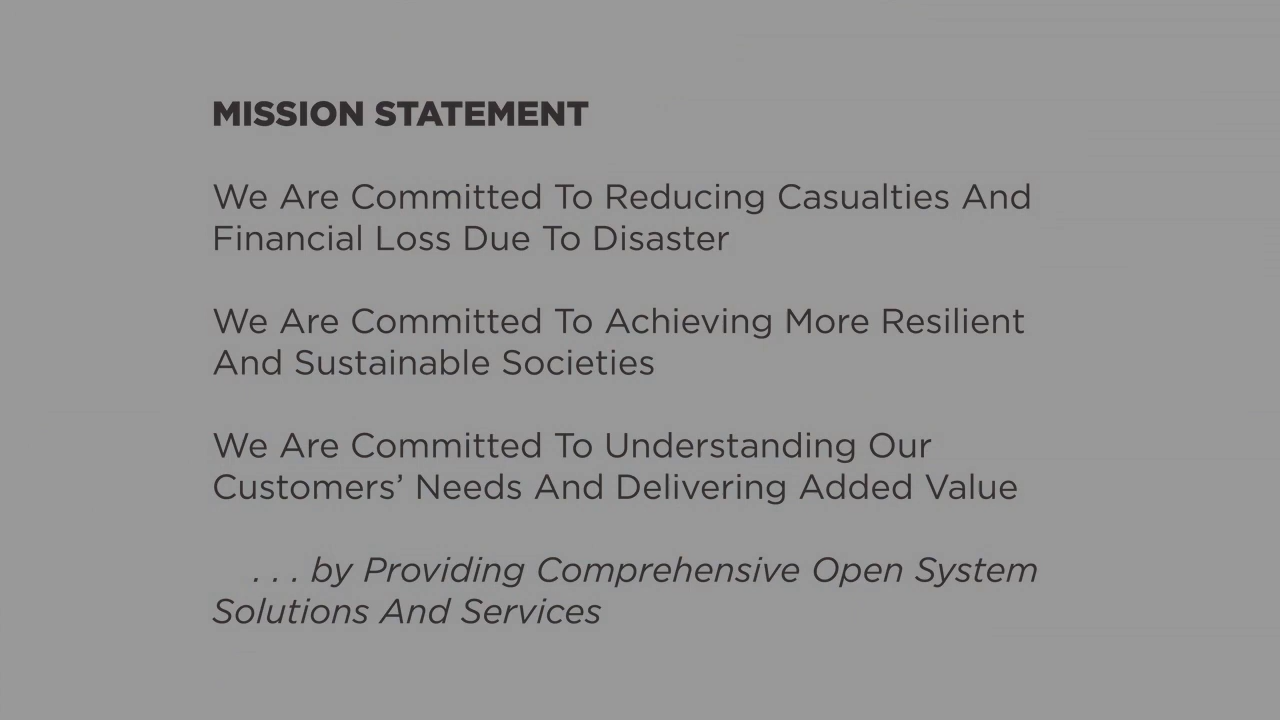 MISSION STATEMENT
We Are Committed To Reducing Casualties And
Financial Loss Due To Disaster
We Are Committed To Achieving More Resilient
And Sustainable Societies
We Are Committed To Understanding Our
Customers’ Needs And Delivering Added Value
. . . by Providing Comprehensive Open System
Solutions And Services